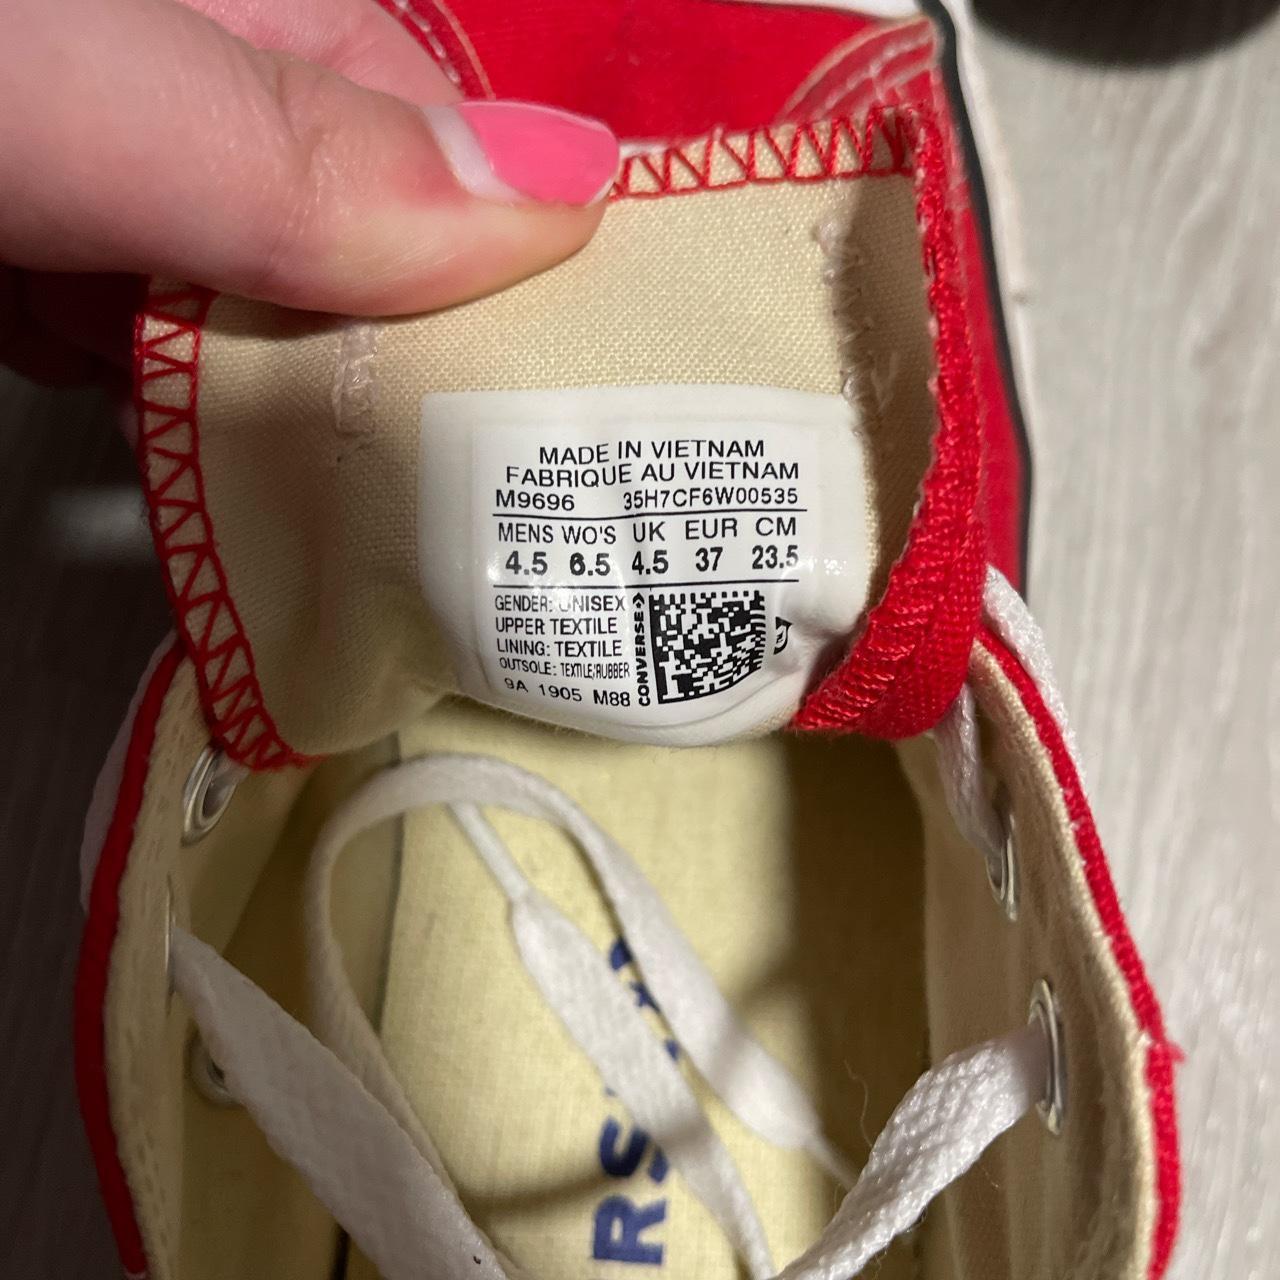 MADE IN VIETNAM
FABRIQUE AU VIETNAM
M9696 35H7CF6W00535
MENS WO'S UK EUR CM
4.5 6.5 4.5 37 23.5
GENDER: UNISEX
UPPER TEXTILE
LINING: TEXTILE
OUTSOLE: TEXTILE/RUBBER
9A 1905 M88
CONVERSE